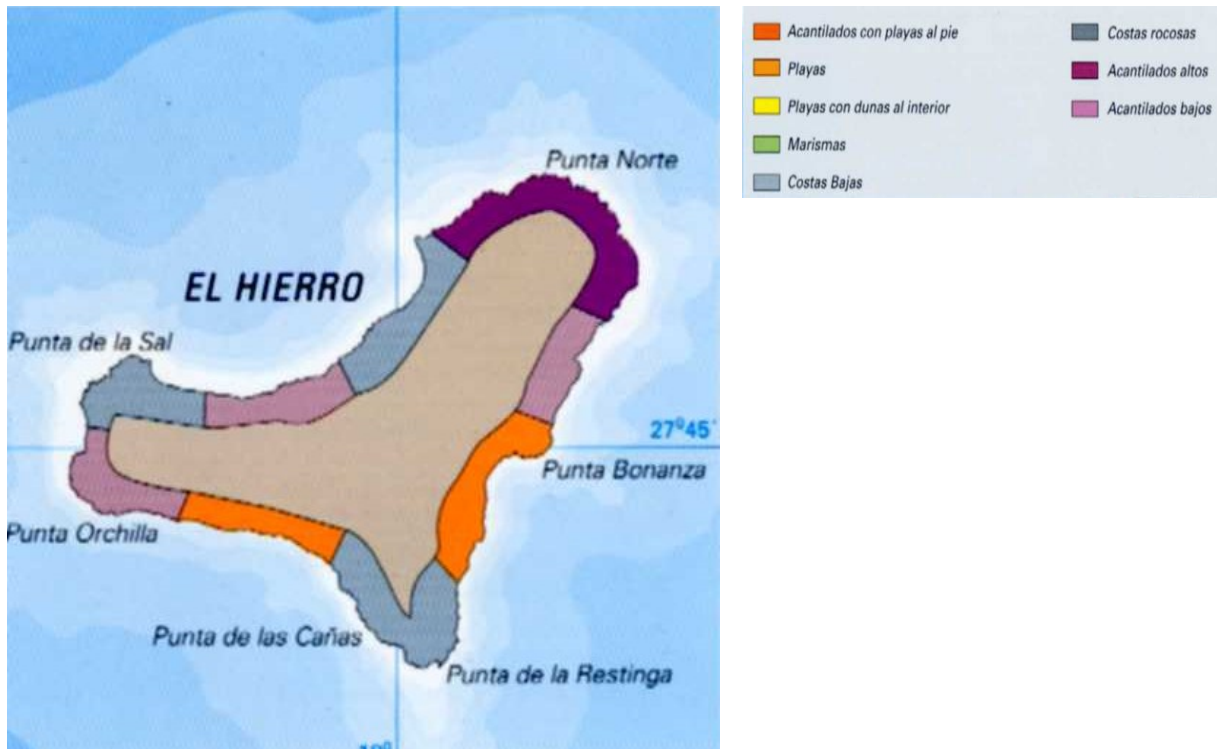 Punta Norte
EL HIERRO
Punta de la Sal
27°45'
Punta Bonanza
Punta Orchilla
Punta de las Cañas
Punta de la Restinga
18°
Acantilados con playas al pie
Playas
Playas con dunas al interior
Marismas
Costas Bajas
Costas rocosas
Acantilados altos
Acantilados bajos